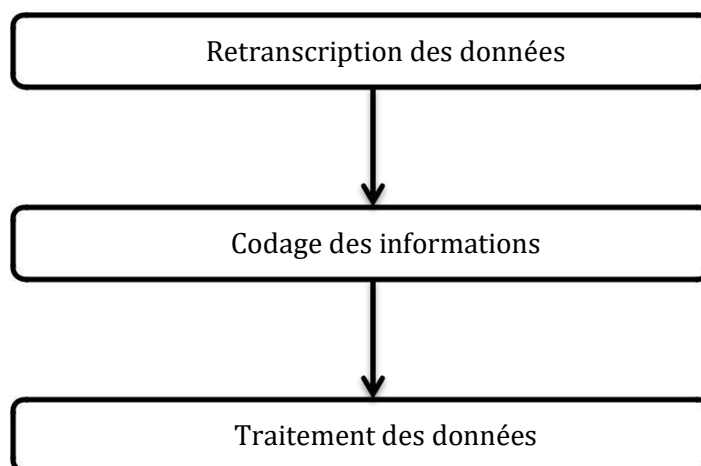 Retranscription des données
Codage des informations
Traitement des données